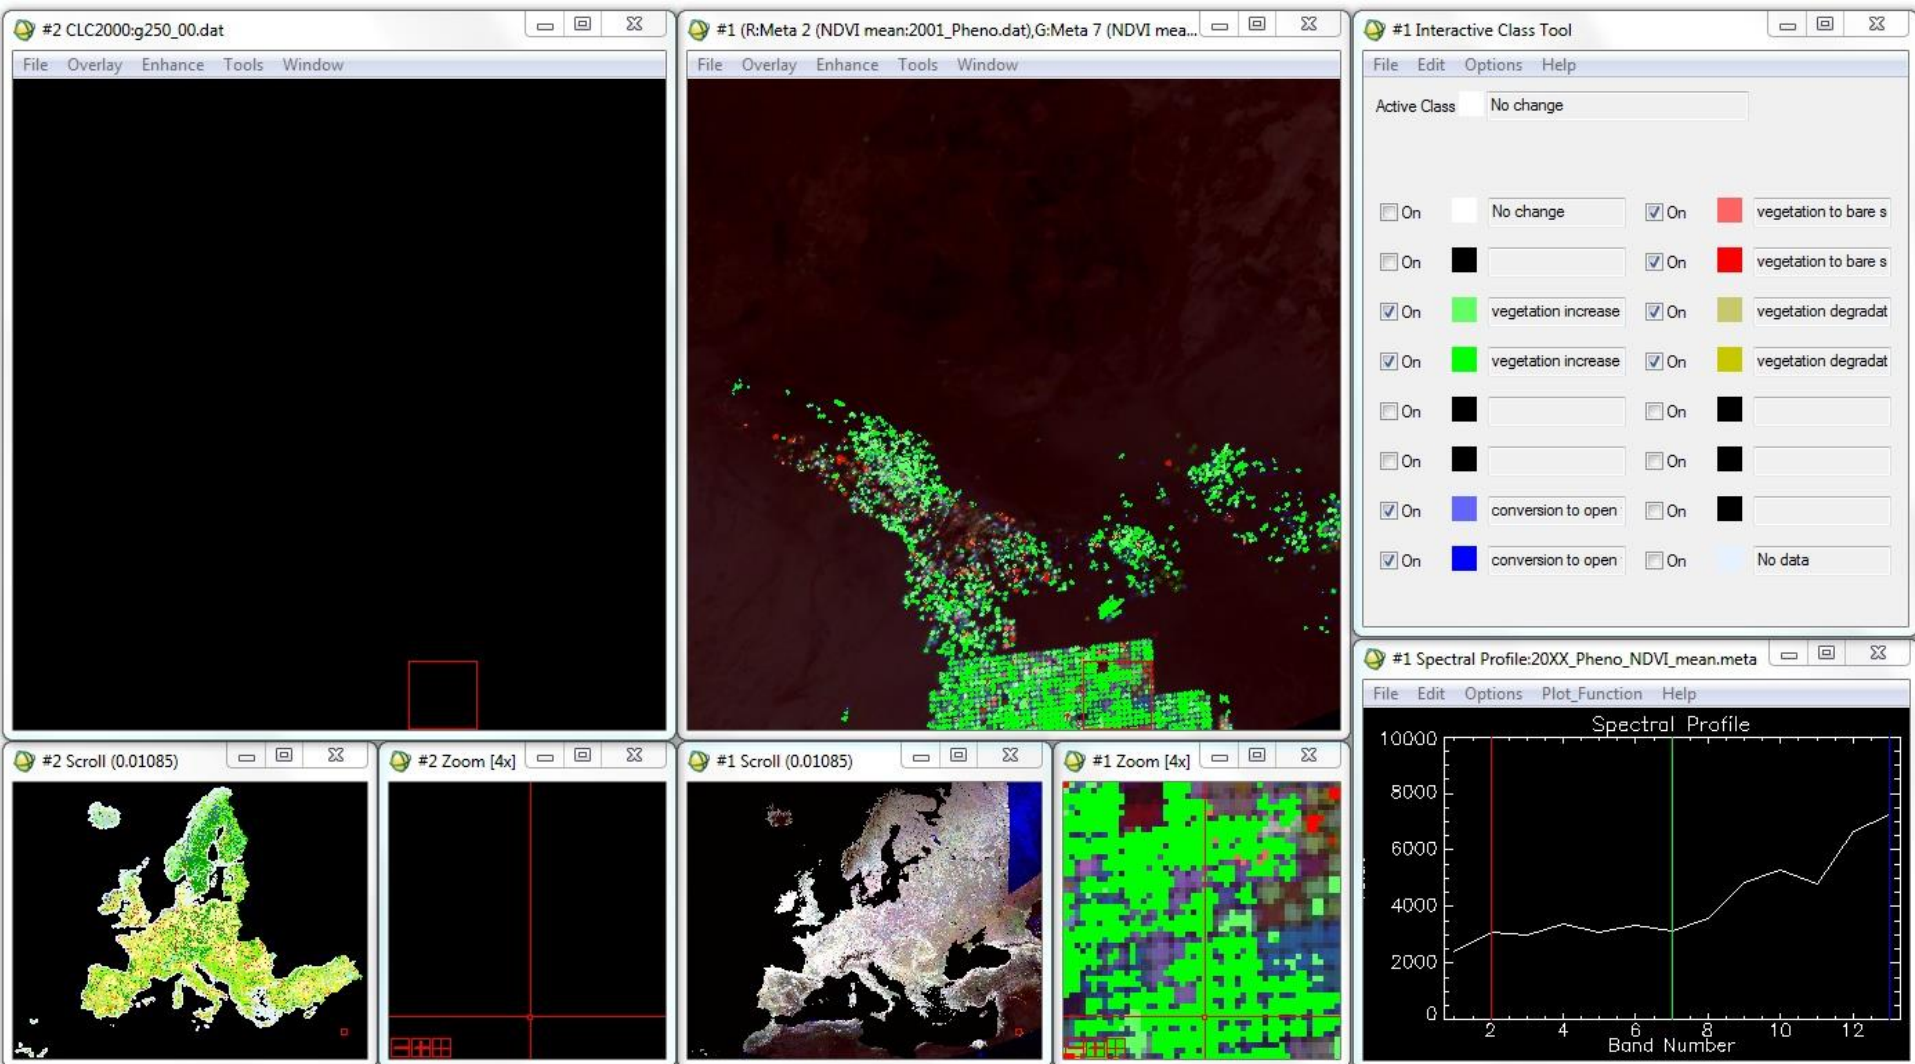 #2 CLC2000:g250_00.dat
File Overlay Enhance Tools Window
#1 (R:Meta 2 (NDVI mean:2001_Pheno.dat),G:Meta 7 (NDVI mea...
File Overlay Enhance Tools Window
#1 Interactive Class Tool
File Edit Options Help
Active Class No change
On No change On vegetation to bare s
On On vegetation to bare s
On vegetation increase On vegetation degradat
On vegetation increase On vegetation degradat
On On
On On
On conversion to open On
On conversion to open On No data
#2 Scroll (0.01085)
#2 Zoom [4x]
#1 Scroll (0.01085)
#1 Zoom [4x]
#1 Spectral Profile:20XX_Pheno_NDVI_mean.meta
File Edit Options Plot_Function Help
Spectral Profile
10000
8000
6000
4000
2000
0
2 4 6 8 10 12
Band Number